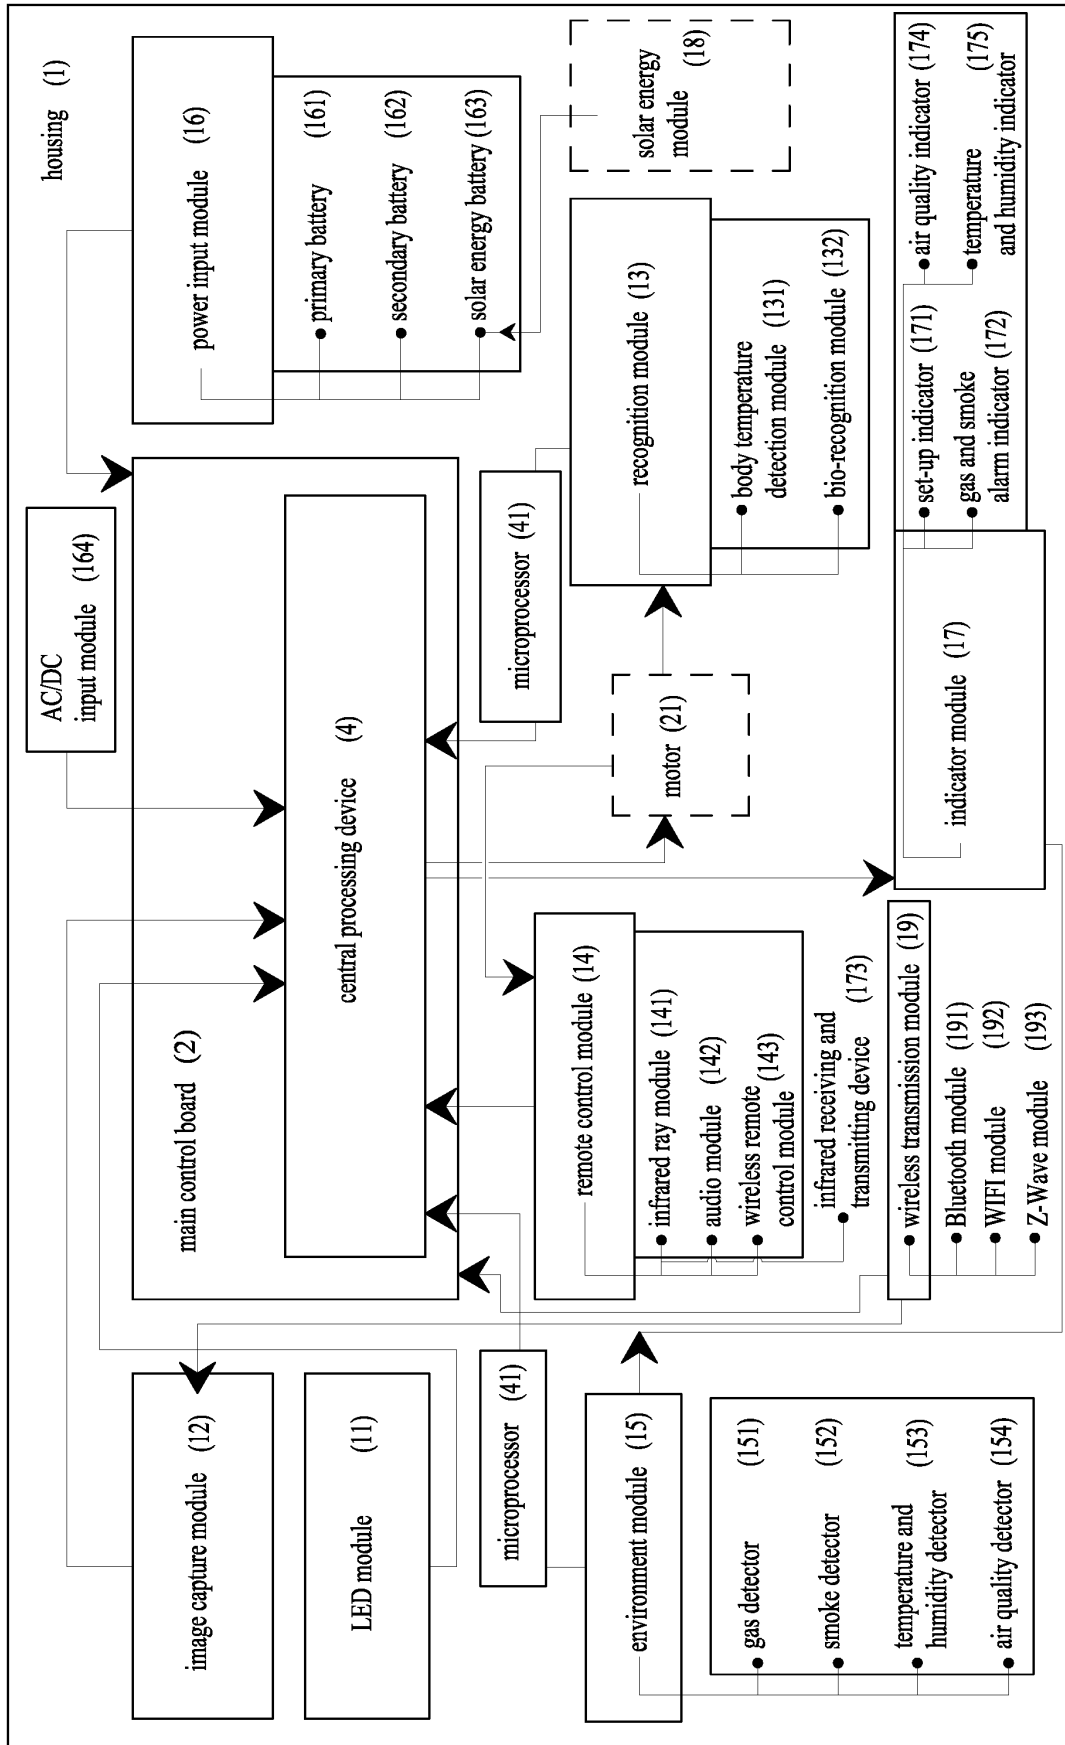 housing (1)
image capture module (12)
LED module (11)
main control board (2)
central processing device (4)
AC/DC
input module (164)
power input module (16)
primary battery (161)
secondary battery (162)
solar energy battery (163)
microprocessor (41)
microprocessor (41)
solar energy
module (18)
environment module (15)
gas detector (151)
smoke detector (152)
temperature and
humidity detector (153)
air quality detector (154)
remote control module (14)
infrared ray module (141)
audio module (142)
wireless remote
control module (143)
infrared receiving and
transmitting device (173)
motor (21)
recognition module (13)
body temperature
detection module (131)
bio-recognition module (132)
wireless transmission module (19)
Bluetooth module (191)
WIFI module (192)
Z-Wave module (193)
indicator module (17)
set-up indicator (171)
gas and smoke
alarm indicator (172)
air quality indicator (174)
temperature (175)
and humidity indicator